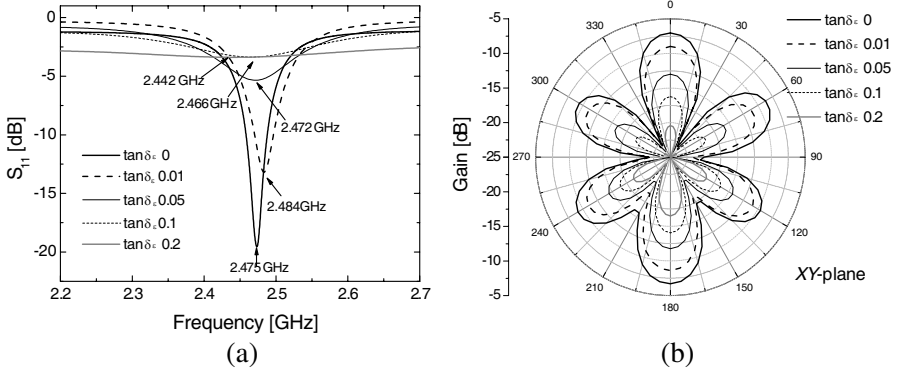 (a)
0
-5
-10
-15
-20
S11 [dB]
2.442 GHz
2.466 GHz
2.472 GHz
2.484 GHz
2.475 GHz
tanδε 0
tanδε 0.01
tanδε 0.05
tanδε 0.1
tanδε 0.2
2.2 2.3 2.4 2.5 2.6 2.7
Frequency [GHz]
(a)
(b)
-5
-10
-15
-20
-25
-20
-15
-10
-5
Gain [dB]
0
30
60
90
120
150
180
210
240
270
300
330
tanδε 0
tanδε 0.01
tanδε 0.05
tanδε 0.1
tanδε 0.2
XY-plane
(b)